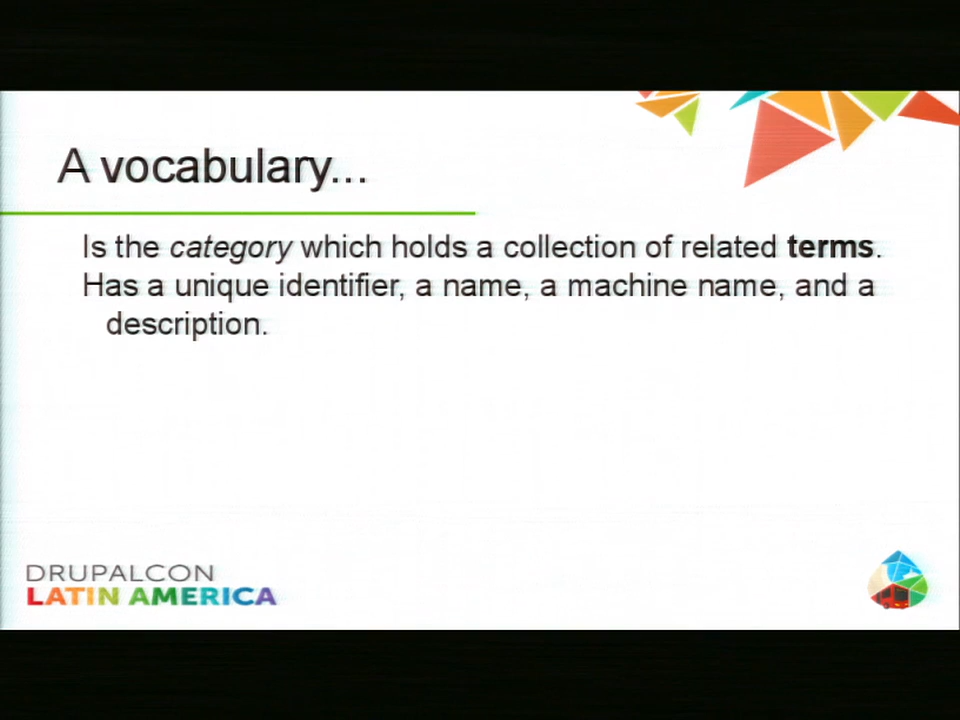 A vocabulary...
Is the category which holds a collection of related terms.
Has a unique identifier, a name, a machine name, and a
description.
DRUPALCON
LATIN AMERICA